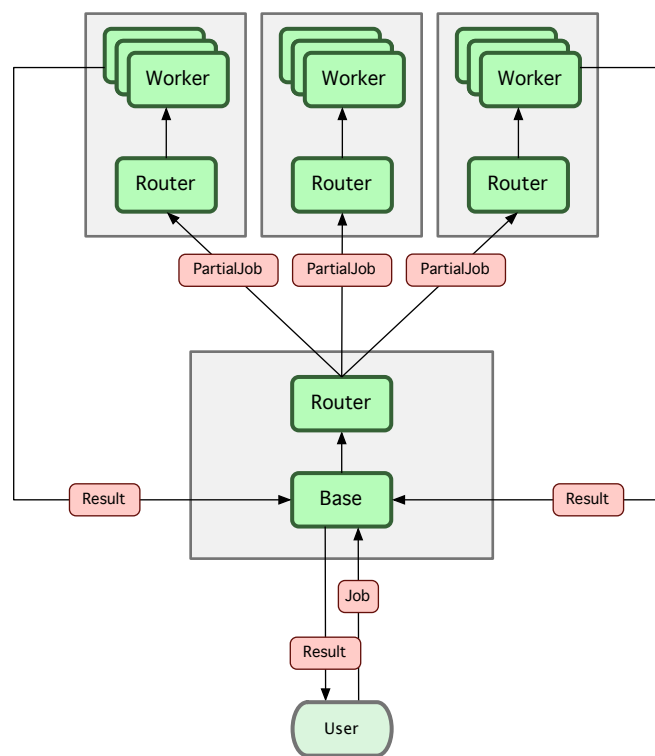 Worker
Worker
Worker
Router
Router
Router
PartialJob
PartialJob
PartialJob
Router
Base
Result
Result
Job
Result
User